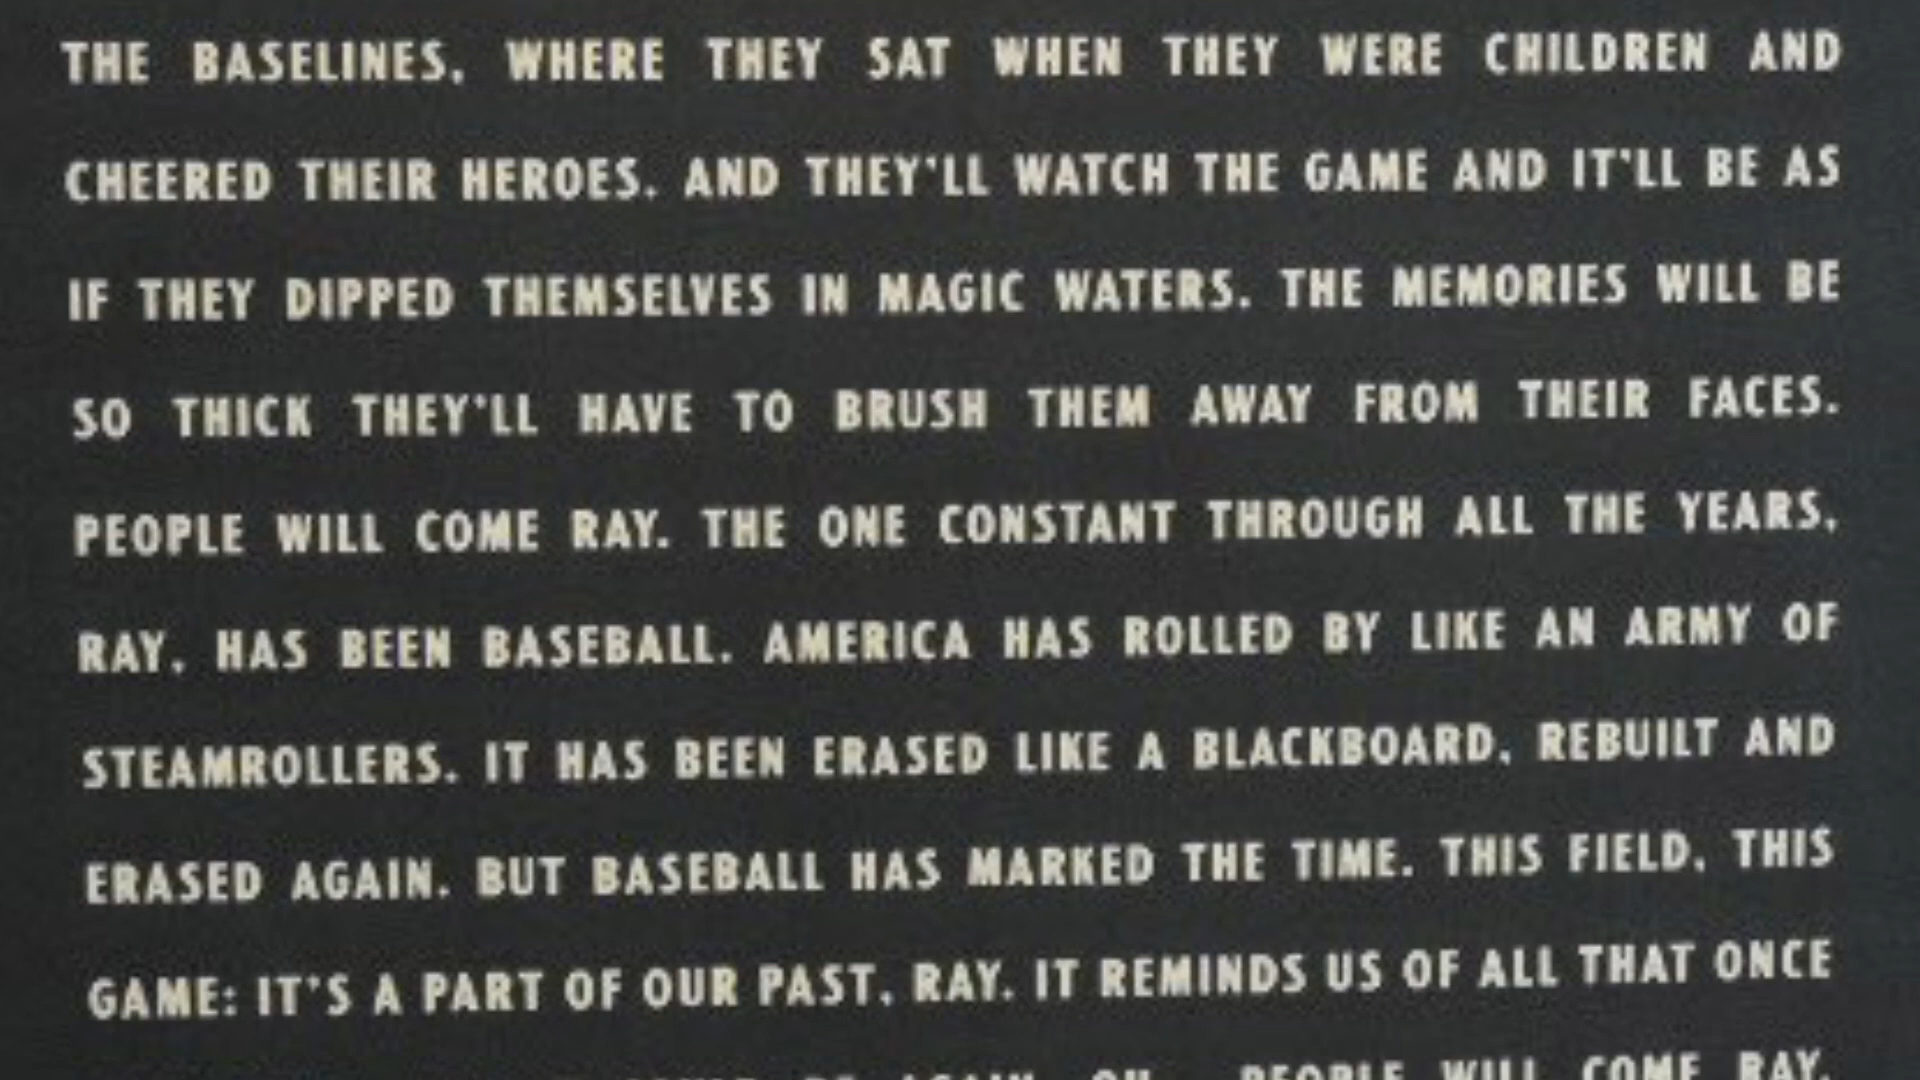 THE BASELINES, WHERE THEY SAT WHEN THEY WERE CHILDREN AND
CHEERED THEIR HEROES. AND THEY'LL WATCH THE GAME AND IT'LL BE AS
IF THEY DIPPED THEMSELVES IN MAGIC WATERS. THE MEMORIES WILL BE
SO THICK THEY'LL HAVE TO BRUSH THEM AWAY FROM THEIR FACES.
PEOPLE WILL COME RAY. THE ONE CONSTANT THROUGH ALL THE YEARS,
RAY, HAS BEEN BASEBALL. AMERICA HAS ROLLED BY LIKE AN ARMY OF
STEAMROLLERS. IT HAS BEEN ERASED LIKE A BLACKBOARD, REBUILT AND
ERASED AGAIN. BUT BASEBALL HAS MARKED THE TIME. THIS FIELD, THIS
GAME: IT'S A PART OF OUR PAST, RAY. IT REMINDS US OF ALL THAT ONCE
AGAIN PEOPLE WILL COME RAY.